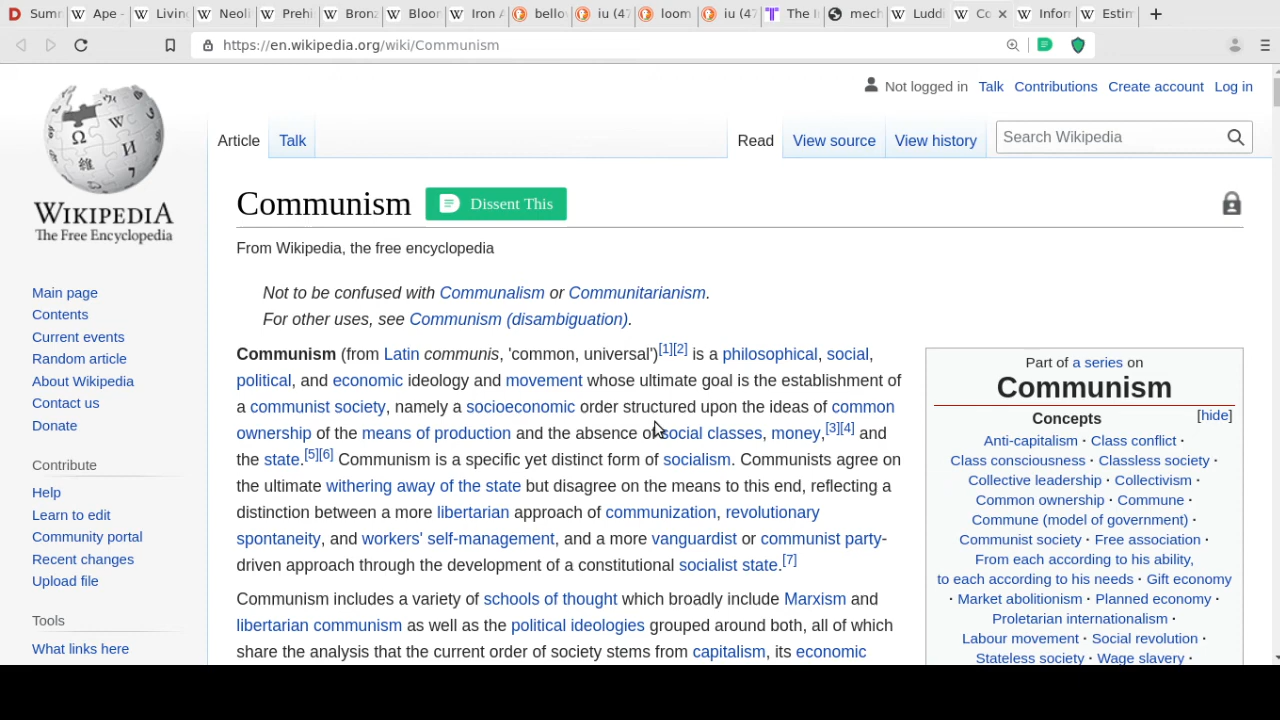 Sumr
Ape -
Livin
Neoli
Prehi
Bronz
Bloor
Iron A
bello
iu (47
loom
iu (47
The I
mech
Luddi
Co
Infor
Estim
https://en.wikipedia.org/wiki/Communism
Not logged in Talk Contributions Create account Log in
Article Talk Read View source View history Search Wikipedia
WIKIPEDIA
The Free Encyclopedia
Main page
Contents
Current events
Random article
About Wikipedia
Contact us
Donate
Contribute
Help
Learn to edit
Community portal
Recent changes
Upload file
Tools
What links here
Communism Dissent This
From Wikipedia, the free encyclopedia
Not to be confused with Communalism or Communitarianism.
For other uses, see Communism (disambiguation).
Communism (from Latin communis, 'common, universal')[1][2] is a philosophical, social,
political, and economic ideology and movement whose ultimate goal is the establishment of
a communist society, namely a socioeconomic order structured upon the ideas of common
ownership of the means of production and the absence of social classes, money,[3][4] and
the state.[5][6] Communism is a specific yet distinct form of socialism. Communists agree on
the ultimate withering away of the state but disagree on the means to this end, reflecting a
distinction between a more libertarian approach of communization, revolutionary
spontaneity, and workers' self-management, and a more vanguardist or communist party-
driven approach through the development of a constitutional socialist state.[7]
Communism includes a variety of schools of thought which broadly include Marxism and
libertarian communism as well as the political ideologies grouped around both, all of which
share the analysis that the current order of society stems from capitalism, its economic
Part of a series on
Communism
Concepts [hide]
Anti-capitalism · Class conflict ·
Class consciousness · Classless society ·
Collective leadership · Collectivism ·
Common ownership · Commune ·
Commune (model of government) ·
Communist society · Free association ·
From each according to his ability,
to each according to his needs · Gift economy
· Market abolitionism · Planned economy ·
Proletarian internationalism ·
Labour movement · Social revolution ·
Stateless society · Wage slavery ·